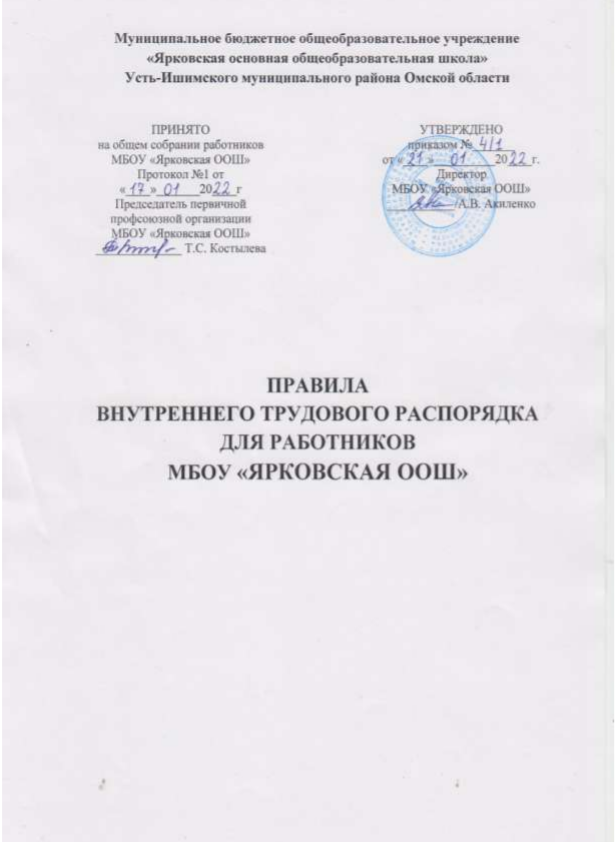 Муниципальное бюджетное общеобразовательное учреждение
«Ярковская основная общеобразовательная школа»
Усть-Ишимского муниципального района Омской области
ПРИНЯТО
на общем собрании работников
МБОУ «Ярковская ООШ»
Протокол №1 от
« 17 » 01 2022 г
Председатель первичной
профсоюзной организации
МБОУ «Ярковская ООШ»
Т.С. Костылева
УТВЕРЖДЕНО
приказом № 4/1
от « 21 » 01 2022 г.
Директор
МБОУ «Ярковская ООШ»
А.В. Акиленко
ПРАВИЛА
ВНУТРЕННЕГО ТРУДОВОГО РАСПОРЯДКА
ДЛЯ РАБОТНИКОВ
МБОУ «ЯРКОВСКАЯ ООШ»